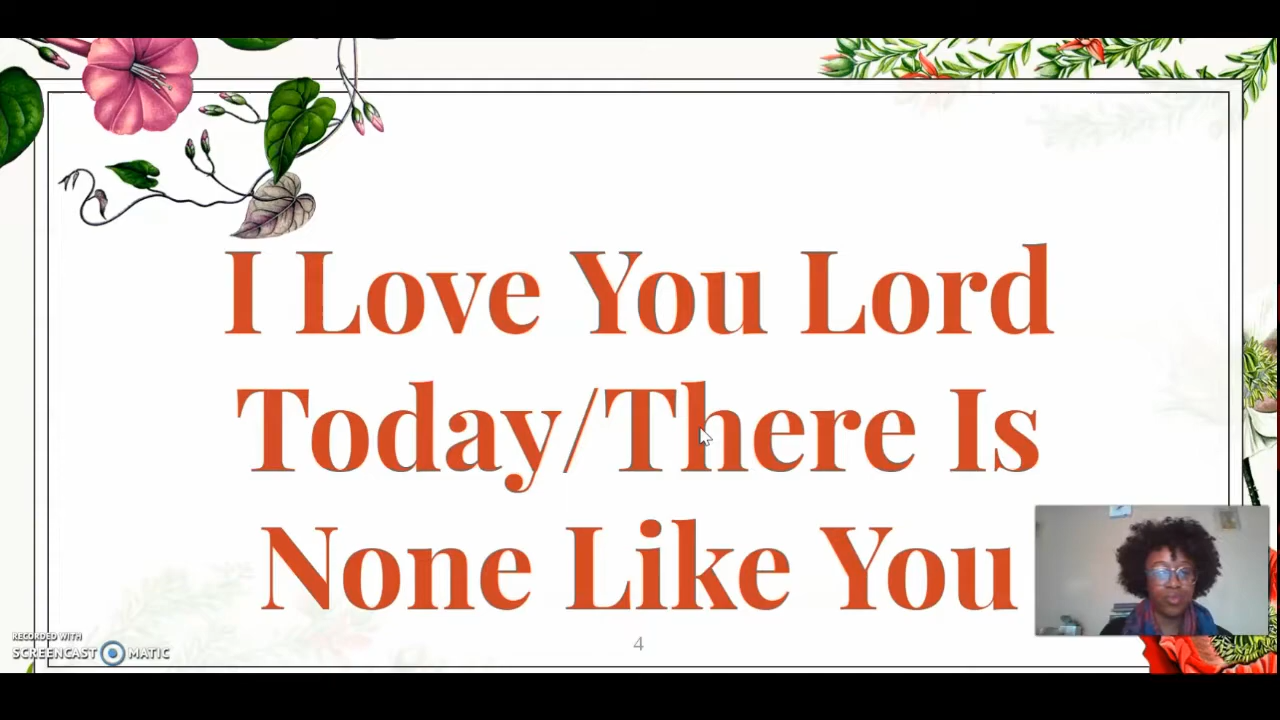 I Love You Lord
Today/There Is
None Like You
4
RECORDED WITH
SCREENCAST MATIC